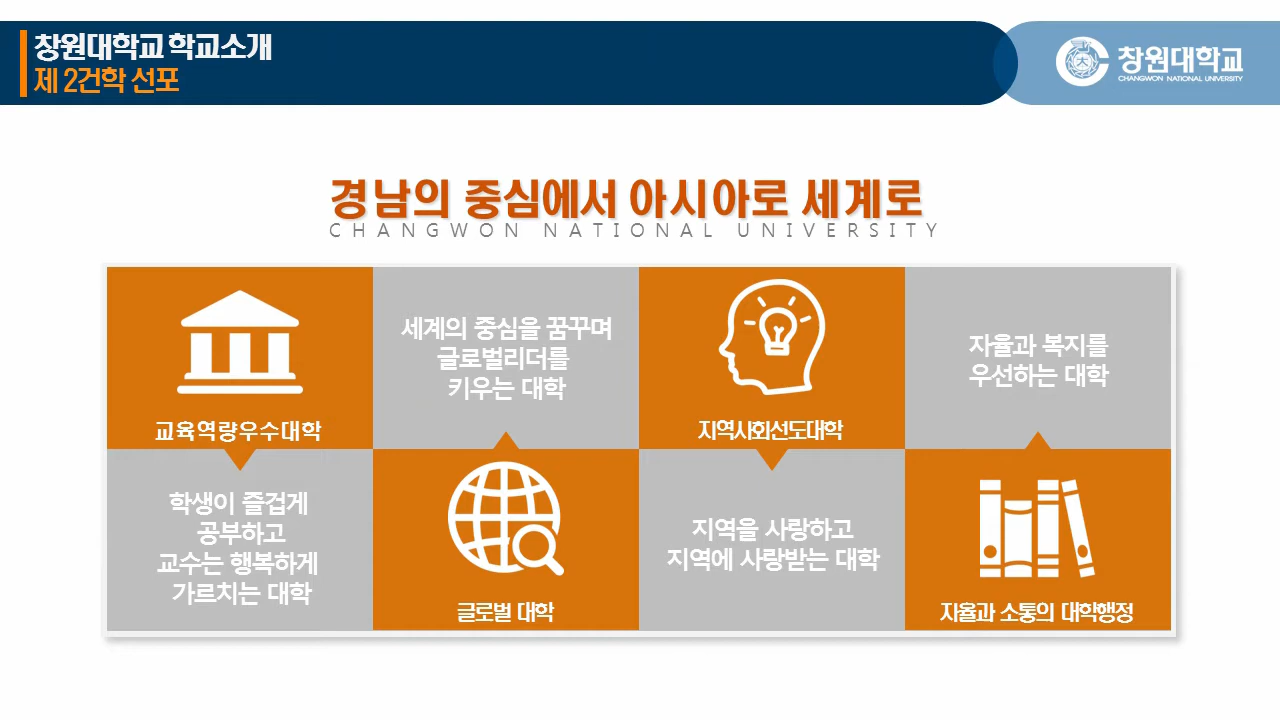 창원대학교 학교소개
제 2건학 선포
창원대학교
CHANGWON NATIONAL UNIVERSITY
경남의 중심에서 아시아로 세계로
CHANGWON NATIONAL UNIVERSITY
교육역량우수대학
학생이 즐겁게
공부하고
교수는 행복하게
가르치는 대학
세계의 중심을 꿈꾸며
글로벌리더를
키우는 대학
글로벌 대학
지역사회선도대학
지역을 사랑하고
지역에 사랑받는 대학
자율과 복지를
우선하는 대학
자율과 소통의 대학행정